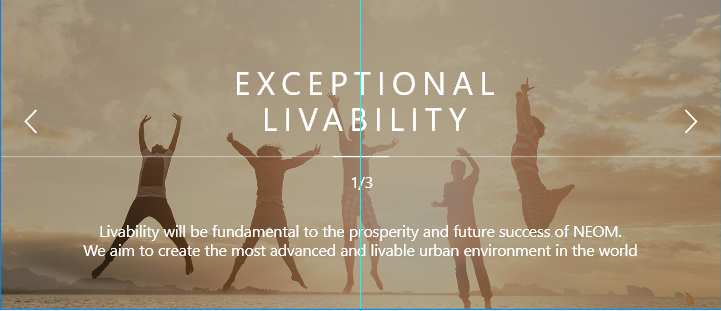 EXCEPTIONAL
LIVABILITY
1/3
Livability will be fundamental to the prosperity and future success of NEOM.
We aim to create the most advanced and livable urban environment in the world